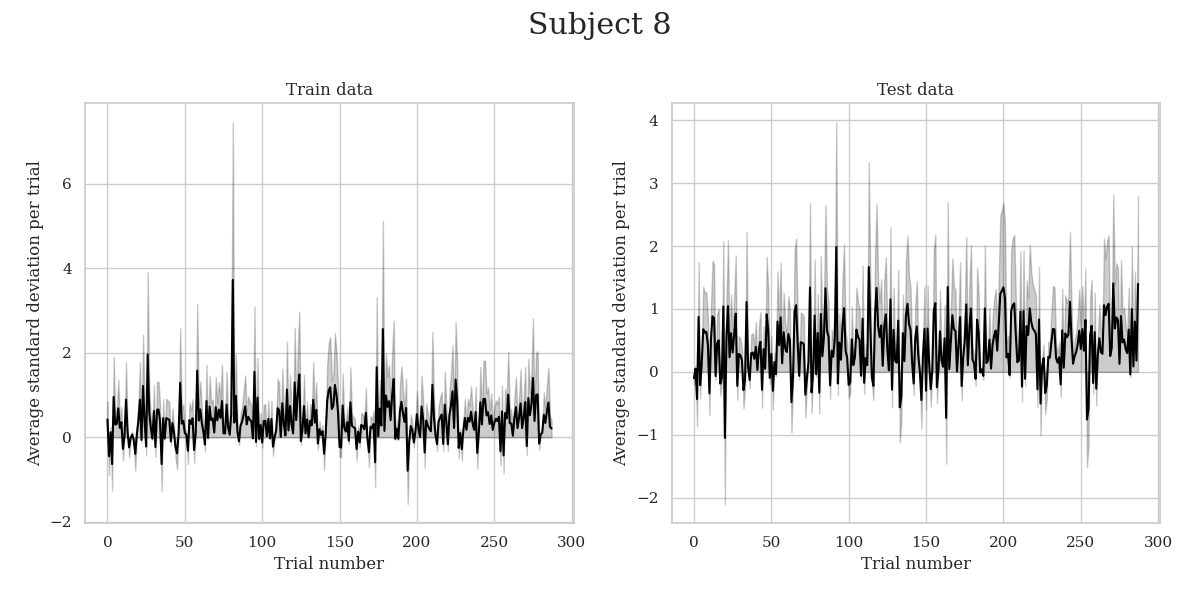 Subject 8
Train data
Average standard deviation per trial
6
4
2
0
−2
0 50 100 150 200 250 300
Trial number
Test data
Average standard deviation per trial
4
3
2
1
0
−1
−2
0 50 100 150 200 250 300
Trial number